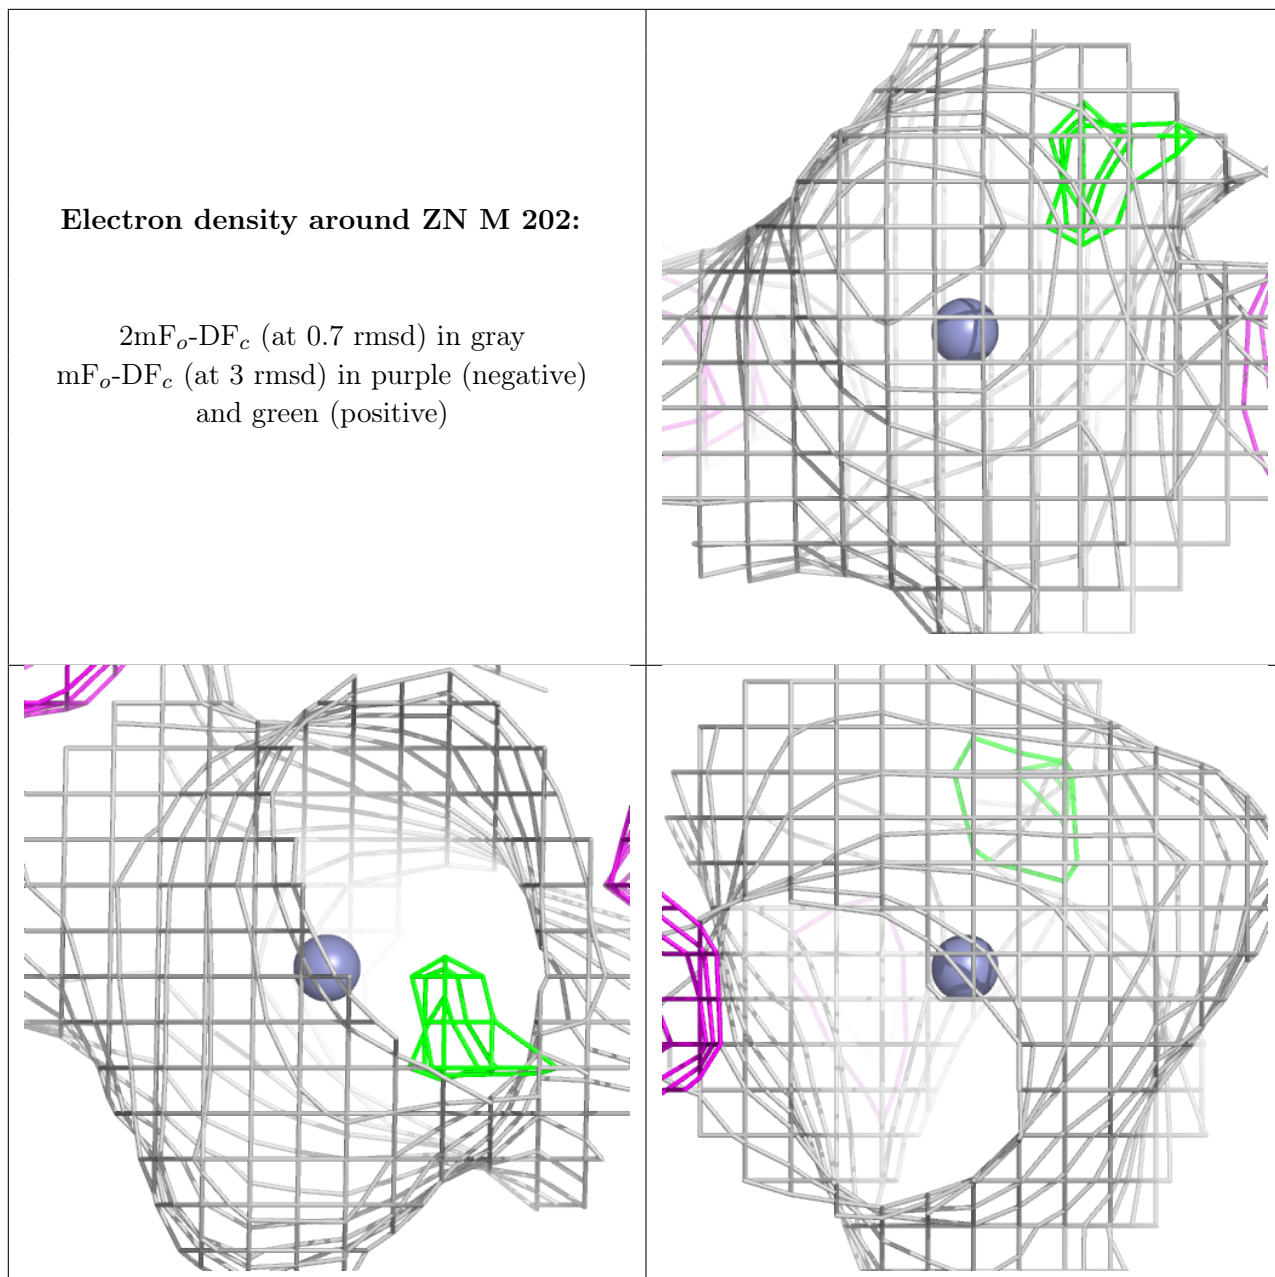 Electron density around ZN M 202:
2mFo-DFc (at 0.7 rmsd) in gray
mFo-DFc (at 3 rmsd) in purple (negative)
and green (positive)